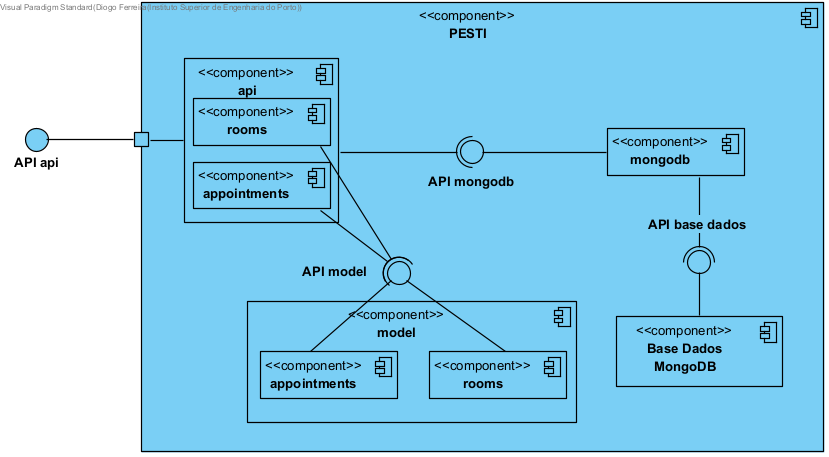 Visual Paradigm Standard(Diogo Ferreira(Instituto Superior de Engenharia do Porto))
<<component>>
PESTI
<<component>>
api
<<component>>
rooms
<<component>>
appointments
API api
API mongodb
<<component>>
mongodb
API base dados
API model
<<component>>
model
<<component>>
appointments
<<component>>
rooms
<<component>>
Base Dados
MongoDB